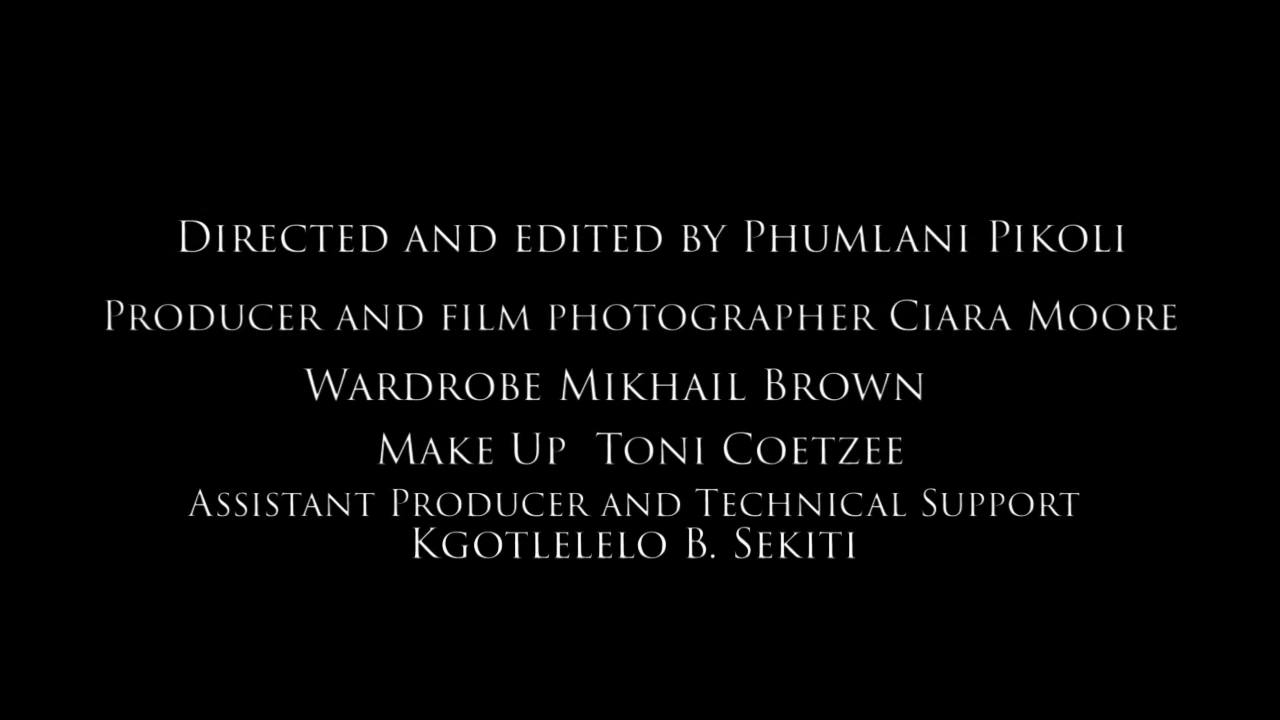 Directed and edited by Phumlani Pikoli
Producer and film photographer Ciara Moore
Wardrobe Mikhail Brown
Make Up Toni Coetzee
Assistant Producer and Technical Support
Kgotlelelo B. Sekiti